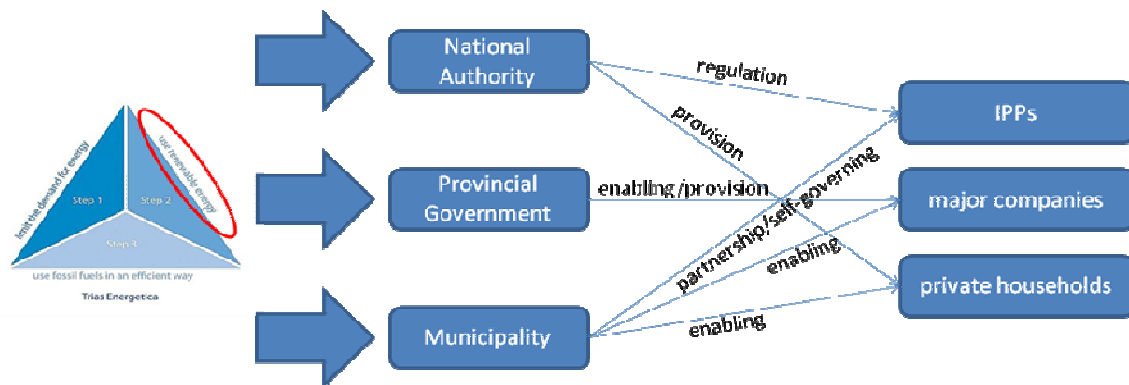 limit the demand for energy
Step 1
Step 2
use renewable energy
Step 3
use fossil fuels in an efficient way
Trias Energetica
National
Authority
Provincial
Government
Municipality
regulation
provision
enabling/provision
partnership/self-governing
enabling
enabling
IPPs
major companies
private households